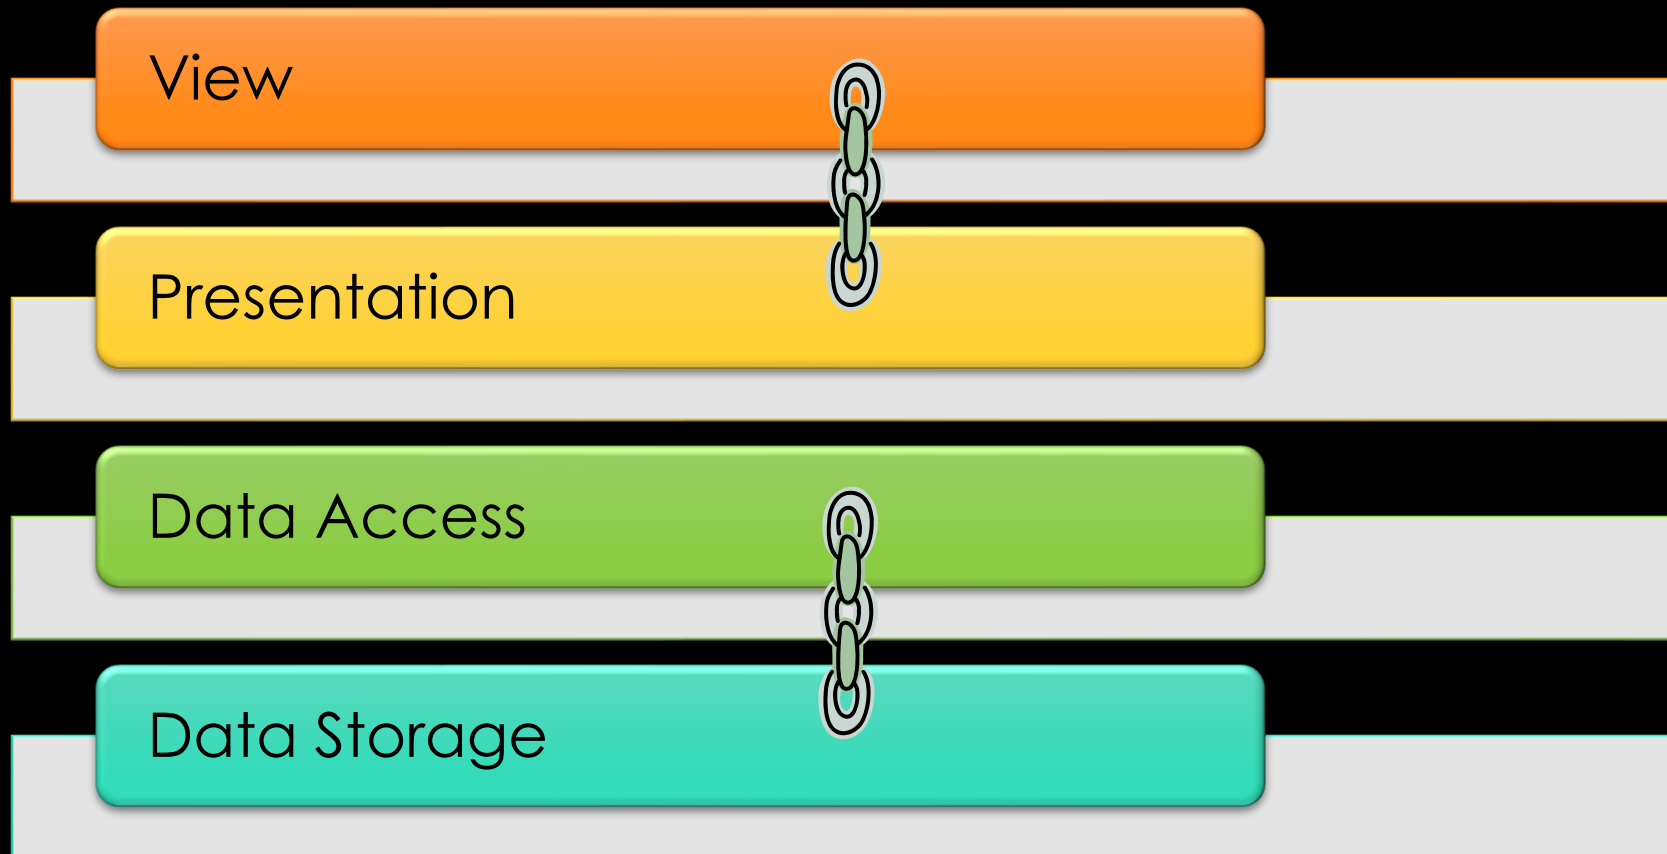 View
Presentation
Data Access
Data Storage